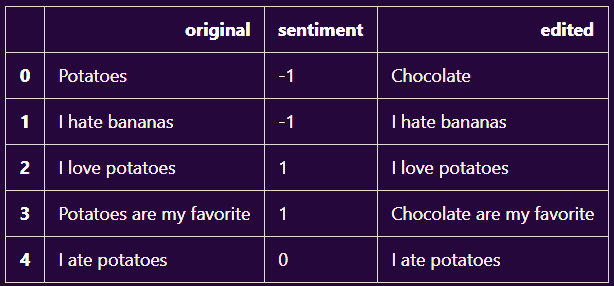 original sentiment edited
0 Potatoes -1 Chocolate
1 I hate bananas -1 I hate bananas
2 I love potatoes 1 I love potatoes
3 Potatoes are my favorite 1 Chocolate are my favorite
4 I ate potatoes 0 I ate potatoes